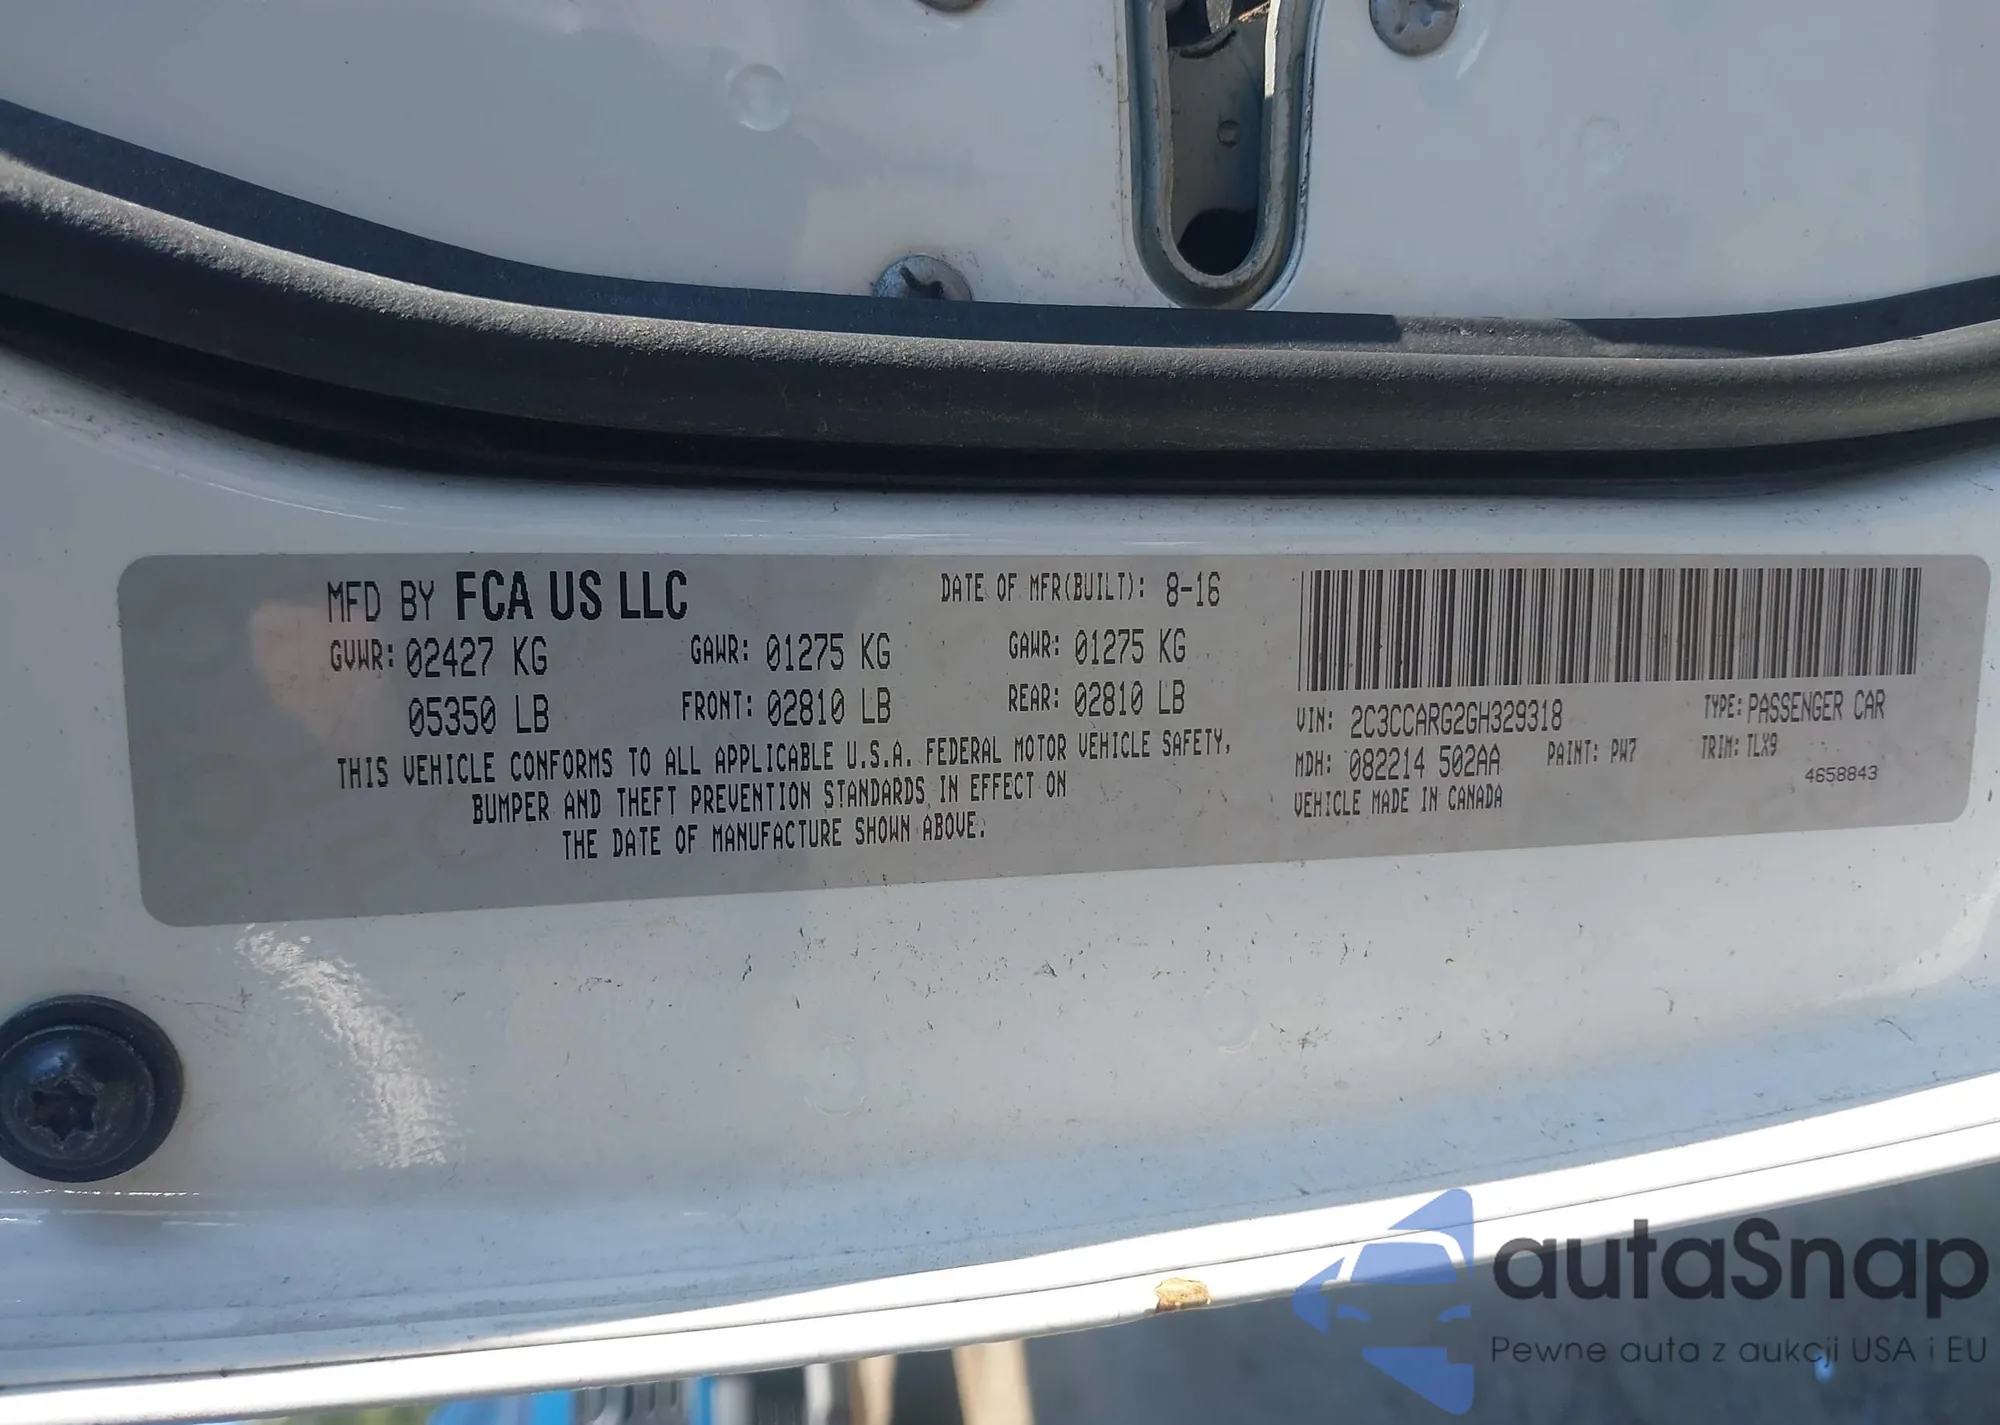 MFD BY FCA US LLC DATE OF MFR(BUILT): 8-16
GVWR: 02427 KG GAWR: 01275 KG GAWR: 01275 KG
05350 LB FRONT: 02810 LB REAR: 02810 LB
THIS VEHICLE CONFORMS TO ALL APPLICABLE U.S.A. FEDERAL MOTOR VEHICLE SAFETY,
BUMPER AND THEFT PREVENTION STANDARDS IN EFFECT ON
THE DATE OF MANUFACTURE SHOWN ABOVE.
VIN: 2C3CCARG2GH329318 TYPE: PASSENGER CAR
MDH: 082214 502AA PAINT: PW7 TRIM: TLX9
VEHICLE MADE IN CANADA 4658843
autaSnap
Pewne auta z aukcji USA i EU